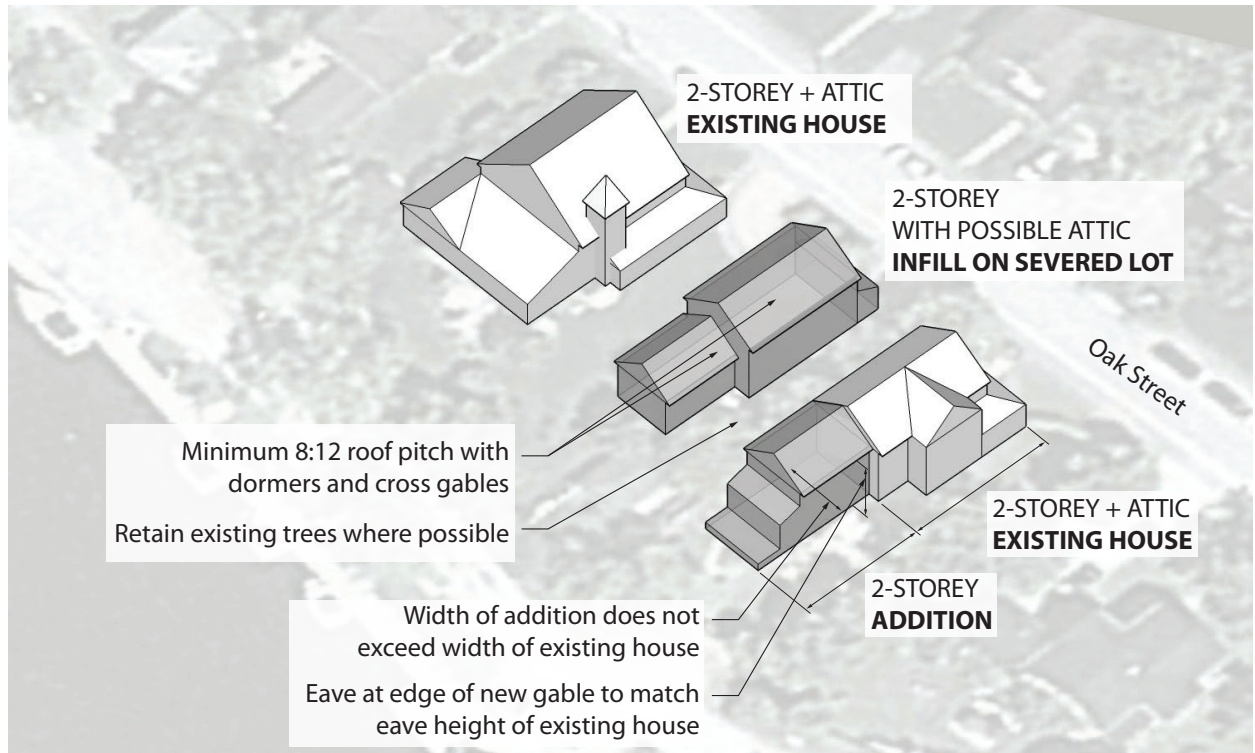 2-STOREY + ATTIC
EXISTING HOUSE
2-STOREY
WITH POSSIBLE ATTIC
INFILL ON SEVERED LOT
Oak Street
Minimum 8:12 roof pitch with
dormers and cross gables
Retain existing trees where possible
2-STOREY + ATTIC
EXISTING HOUSE
2-STOREY
ADDITION
Width of addition does not
exceed width of existing house
Eave at edge of new gable to match
eave height of existing house